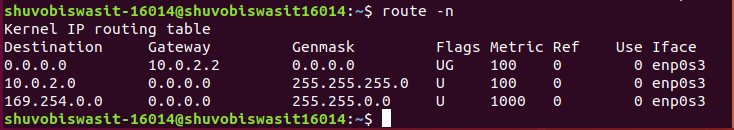 shuvobiswasit-16014@shuvobiswasit16014:~$ route -n
Kernel IP routing table
Destination     Gateway         Genmask         Flags Metric Ref    Use Iface
0.0.0.0         10.0.2.2        0.0.0.0         UG    100    0        0 enp0s3
10.0.2.0        0.0.0.0         255.255.255.0   U     100    0        0 enp0s3
169.254.0.0     0.0.0.0         255.255.0.0     U     1000   0        0 enp0s3
shuvobiswasit-16014@shuvobiswasit16014:~$